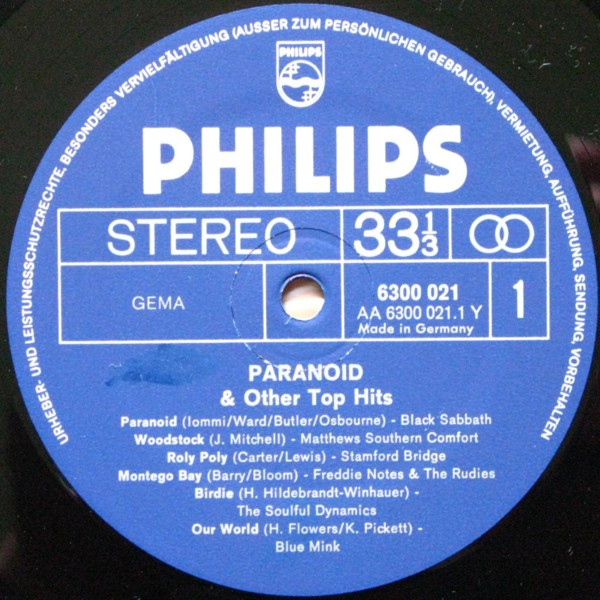 URHEBER- UND LEISTUNGSSCHUTZRECHTE, BESONDERS VERVIELFÄLTIGUNG (AUSSER ZUM PERSÖNLICHEN GEBRAUCH), VERMIETUNG, AUFFÜHRUNG, SENDUNG, VORBEHALTEN
PHILIPS
PHILIPS
STEREO 33⅓
GEMA 6300 021 1
AA 6300 021.1 Y
Made in Germany
PARANOID
& Other Top Hits
Paranoid (Iommi/Ward/Butler/Osbourne) - Black Sabbath
Woodstock (J. Mitchell) - Matthews Southern Comfort
Roly Poly (Carter/Lewis) - Stamford Bridge
Montego Bay (Barry/Bloom) - Freddie Notes & The Rudies
Birdie (H. Hildebrandt-Winhauer) -
The Soulful Dynamics
Our World (H. Flowers/K. Pickett) -
Blue Mink